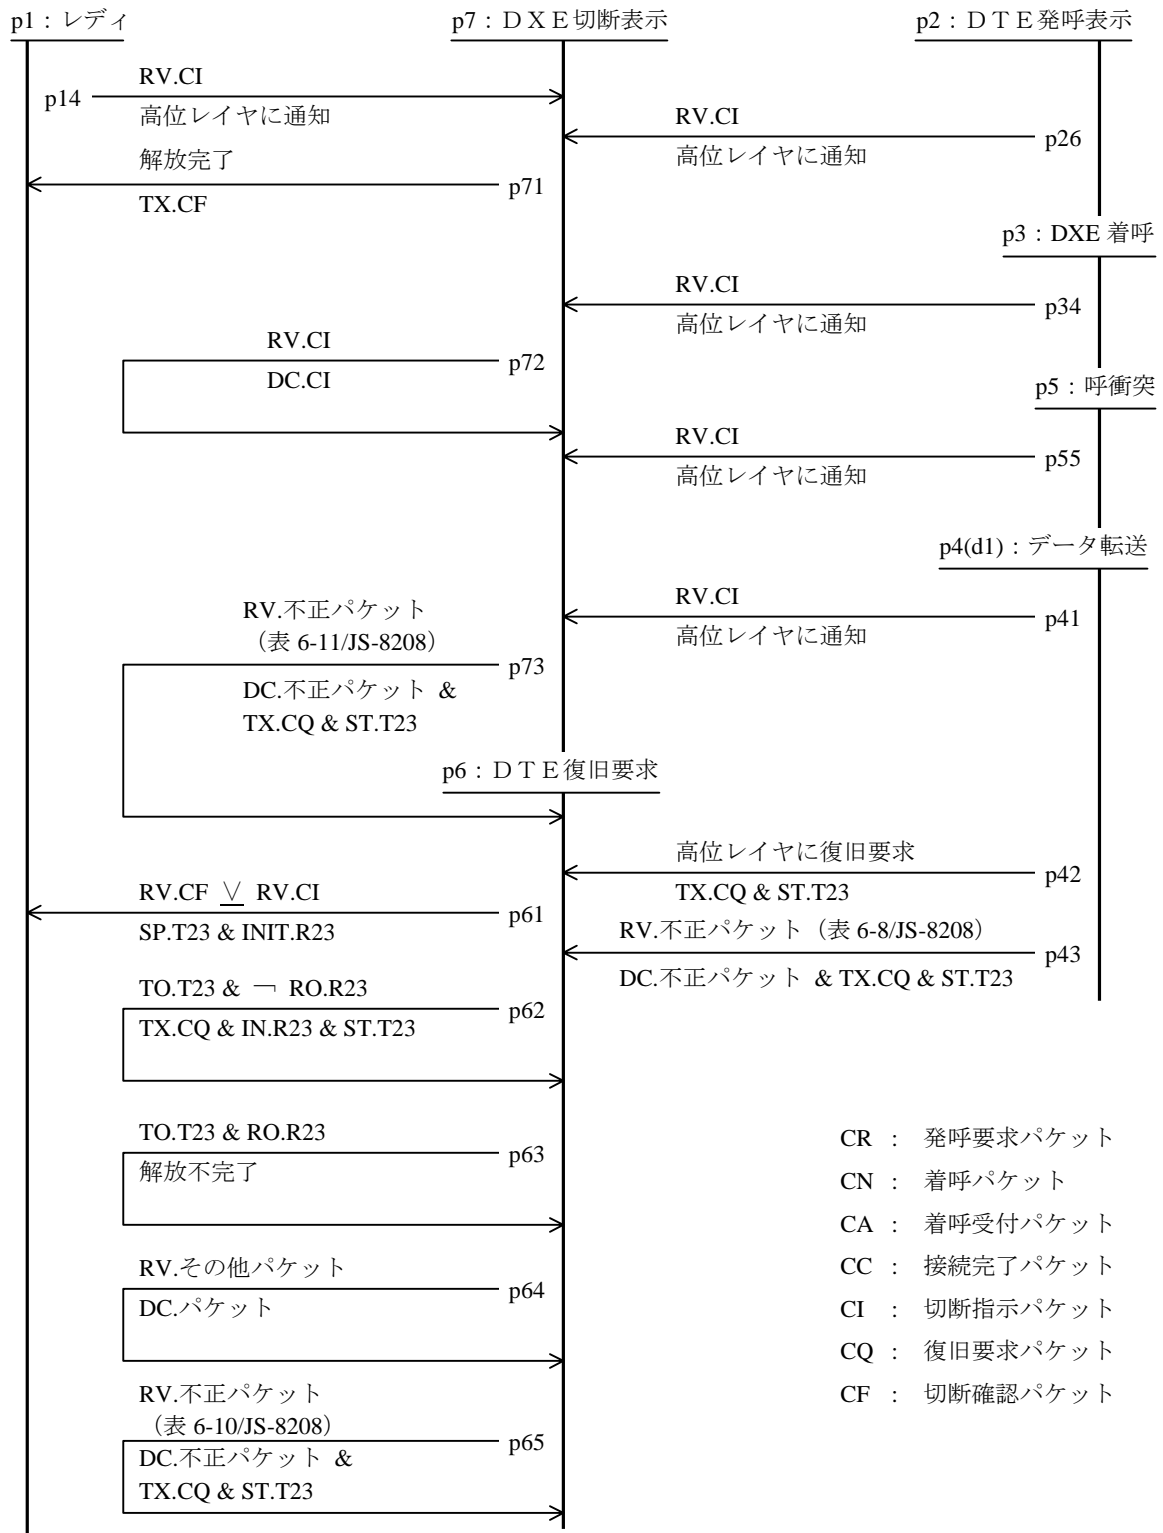 p1：レディ
p7：ＤＸＥ切断表示
p2：ＤＴＥ発呼表示
RV.CI
p14
高位レイヤに通知
RV.CI
p26
高位レイヤに通知
解放完了
p71
TX.CF
p3：DXE 着呼
RV.CI
p34
高位レイヤに通知
RV.CI
p72
DC.CI
p5：呼衝突
RV.CI
p55
高位レイヤに通知
p4(d1)：データ転送
RV.CI
p41
高位レイヤに通知
RV.不正パケット
（表 6-11/JS-8208）
p73
DC.不正パケット ＆
TX.CQ & ST.T23
p6：ＤＴＥ復旧要求
高位レイヤに復旧要求
p42
TX.CQ & ST.T23
RV.CF ⊻ RV.CI
p61
SP.T23 & INIT.R23
RV.不正パケット（表 6-8/JS-8208）
p43
DC.不正パケット ＆ TX.CQ & ST.T23
TO.T23 & ￢ RO.R23
p62
TX.CQ & IN.R23 & ST.T23
TO.T23 & RO.R23
p63
解放不完了
RV.その他パケット
p64
DC.パケット
RV.不正パケット
（表 6-10/JS-8208）
p65
DC.不正パケット ＆
TX.CQ & ST.T23
CR ： 発呼要求パケット
CN ： 着呼パケット
CA ： 着呼受付パケット
CC ： 接続完了パケット
CI ： 切断指示パケット
CQ ： 復旧要求パケット
CF ： 切断確認パケット